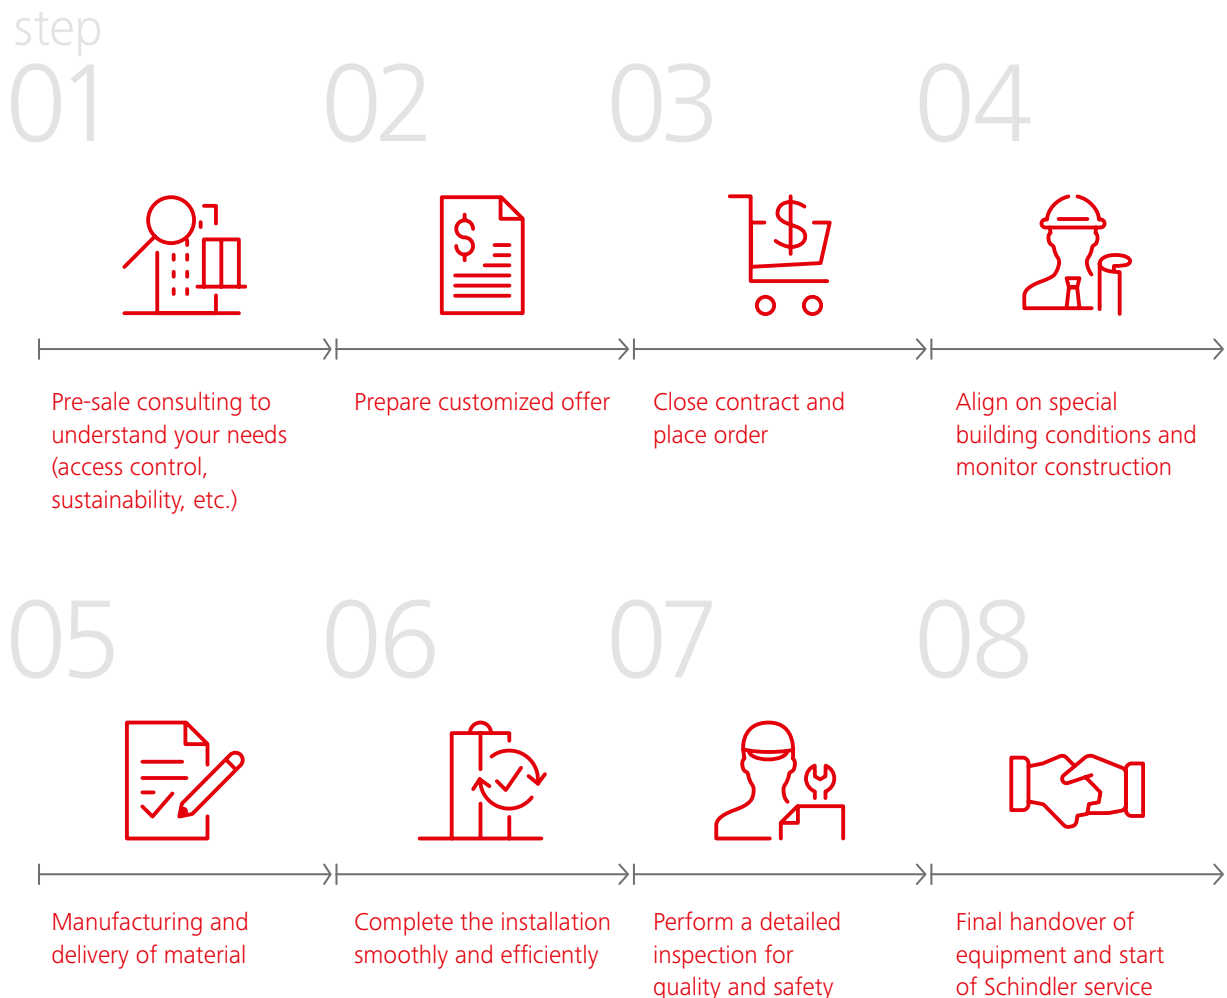 step
01
02
03
04
$
$
Pre-sale consulting to
understand your needs
(access control,
sustainability, etc.)
Prepare customized offer
Close contract and
place order
Align on special
building conditions and
monitor construction
05
06
07
08
Manufacturing and
delivery of material
Complete the installation
smoothly and efficiently
Perform a detailed
inspection for
quality and safety
Final handover of
equipment and start
of Schindler service